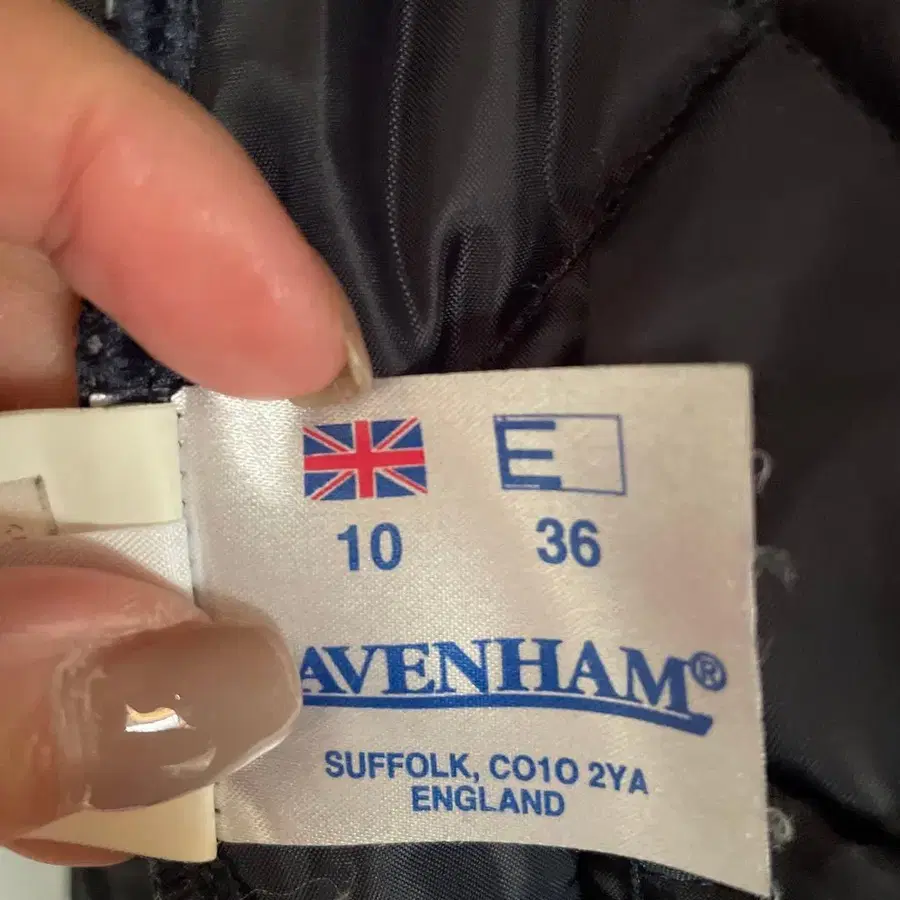 E
10 36
AVENHAM®
SUFFOLK, CO10 2YA
ENGLAND